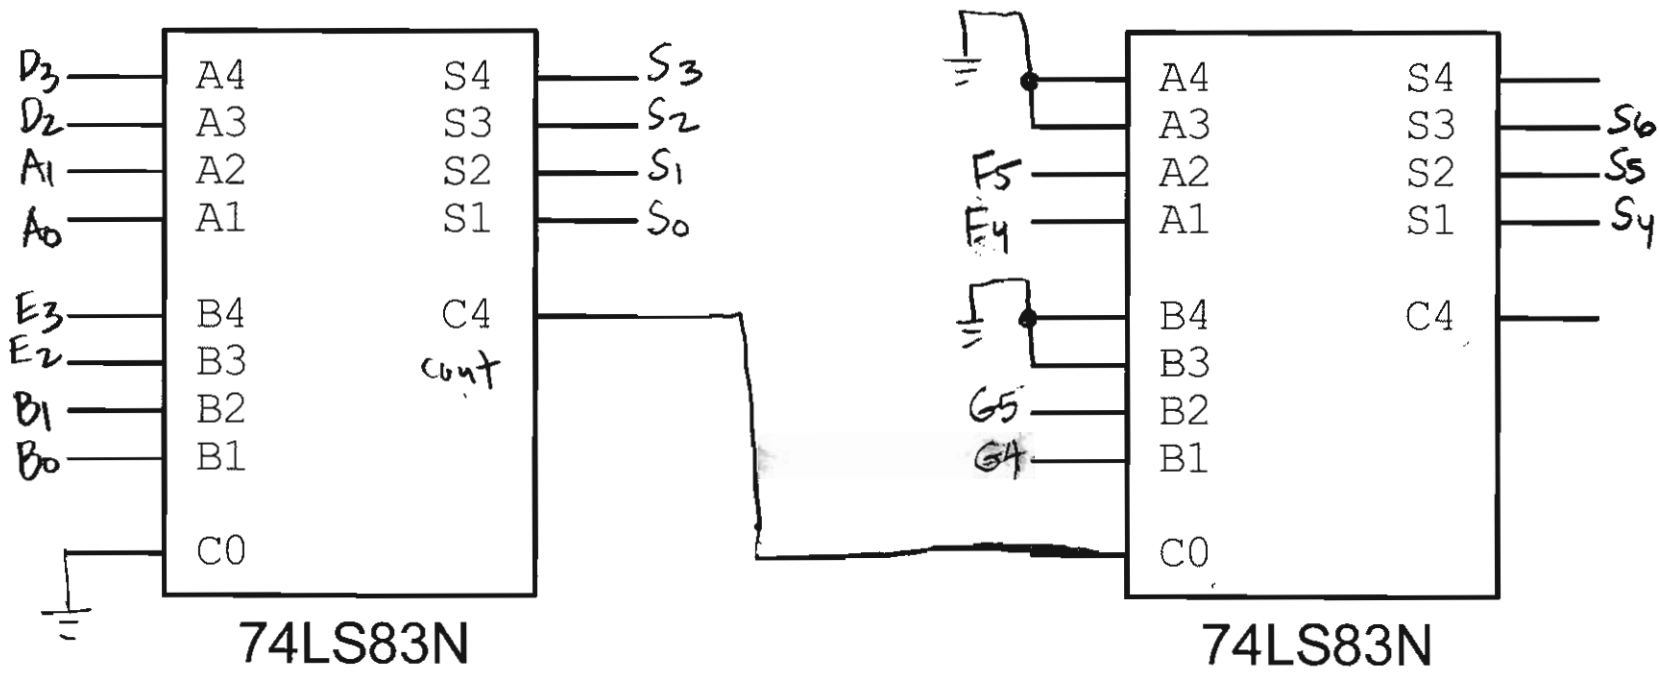 D3 A4 S4 S3
D2 A3 S3 S2
A1 A2 S2 S1
A0 A1 S1 S0
E3 B4 C4
E2 B3 cout
B1 B2
B0 B1
C0
74LS83N
A4 S4
A3 S3 S6
F5 A2 S2 S5
F4 A1 S1 S4
B4 C4
B3
G5 B2
G4 B1
C0
74LS83N